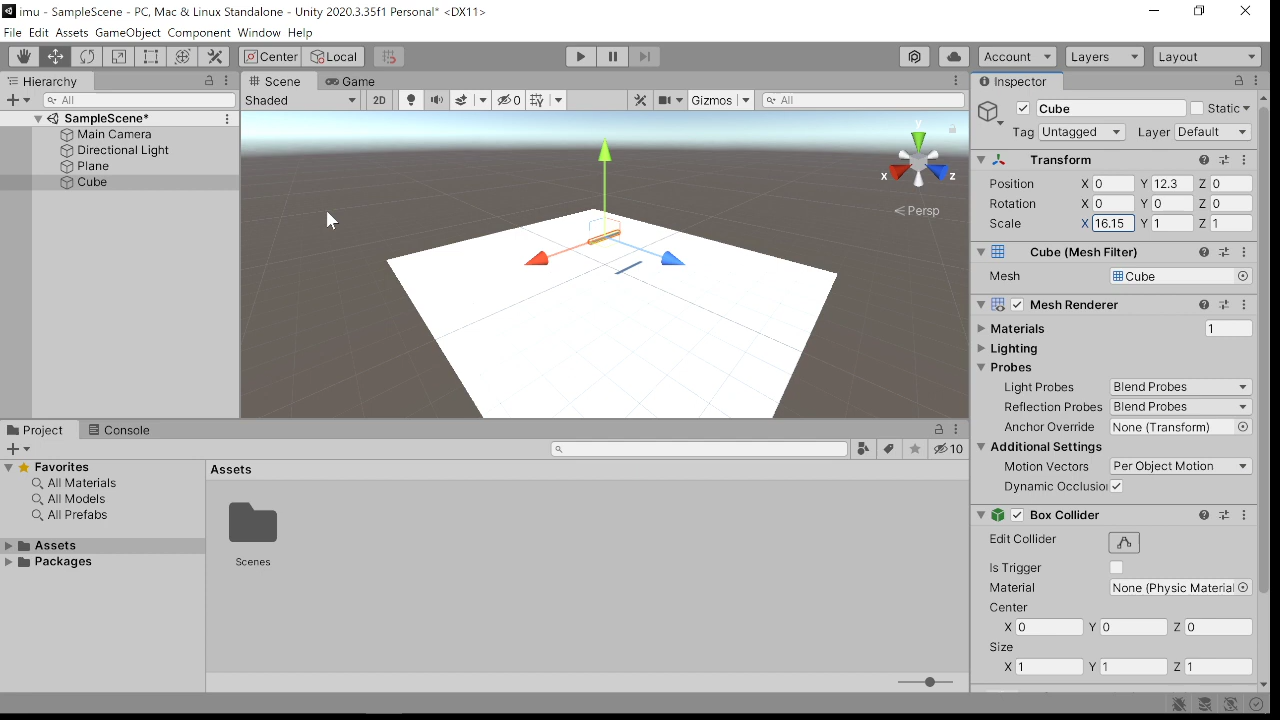 imu - SampleScene - PC, Mac & Linux Standalone - Unity 2020.3.35f1 Personal* <DX11>
File Edit Assets GameObject Component Window Help
Center Local Account Layers Layout
Hierarchy
All
SampleScene*
Main Camera
Directional Light
Plane
Cube
Scene Game
Shaded 2D 0 Gizmos All
y
x z
Persp
Inspector
Cube Static
Tag Untagged Layer Default
Transform
Position X 0 Y 12.3 Z 0
Rotation X 0 Y 0 Z 0
Scale X 16.15 Y 1 Z 1
Cube (Mesh Filter)
Mesh Cube
Mesh Renderer
Materials 1
Lighting
Probes
Light Probes Blend Probes
Reflection Probes Blend Probes
Anchor Override None (Transform)
Additional Settings
Motion Vectors Per Object Motion
Dynamic Occlusio
Box Collider
Edit Collider
Is Trigger
Material None (Physic Material
Center
X 0 Y 0 Z 0
Size
X 1 Y 1 Z 1
Project Console
10
Favorites
All Materials
All Models
All Prefabs
Assets
Packages
Assets
Scenes